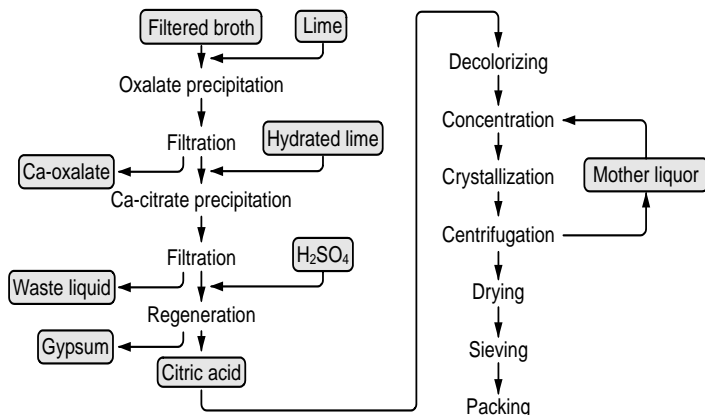 Filtered broth
Lime
Oxalate precipitation
Filtration
Hydrated lime
Ca-oxalate
Ca-citrate precipitation
Filtration
H₂SO₄
Waste liquid
Regeneration
Gypsum
Citric acid
Decolorizing
Concentration
Crystallization
Mother liquor
Centrifugation
Drying
Sieving
Packing